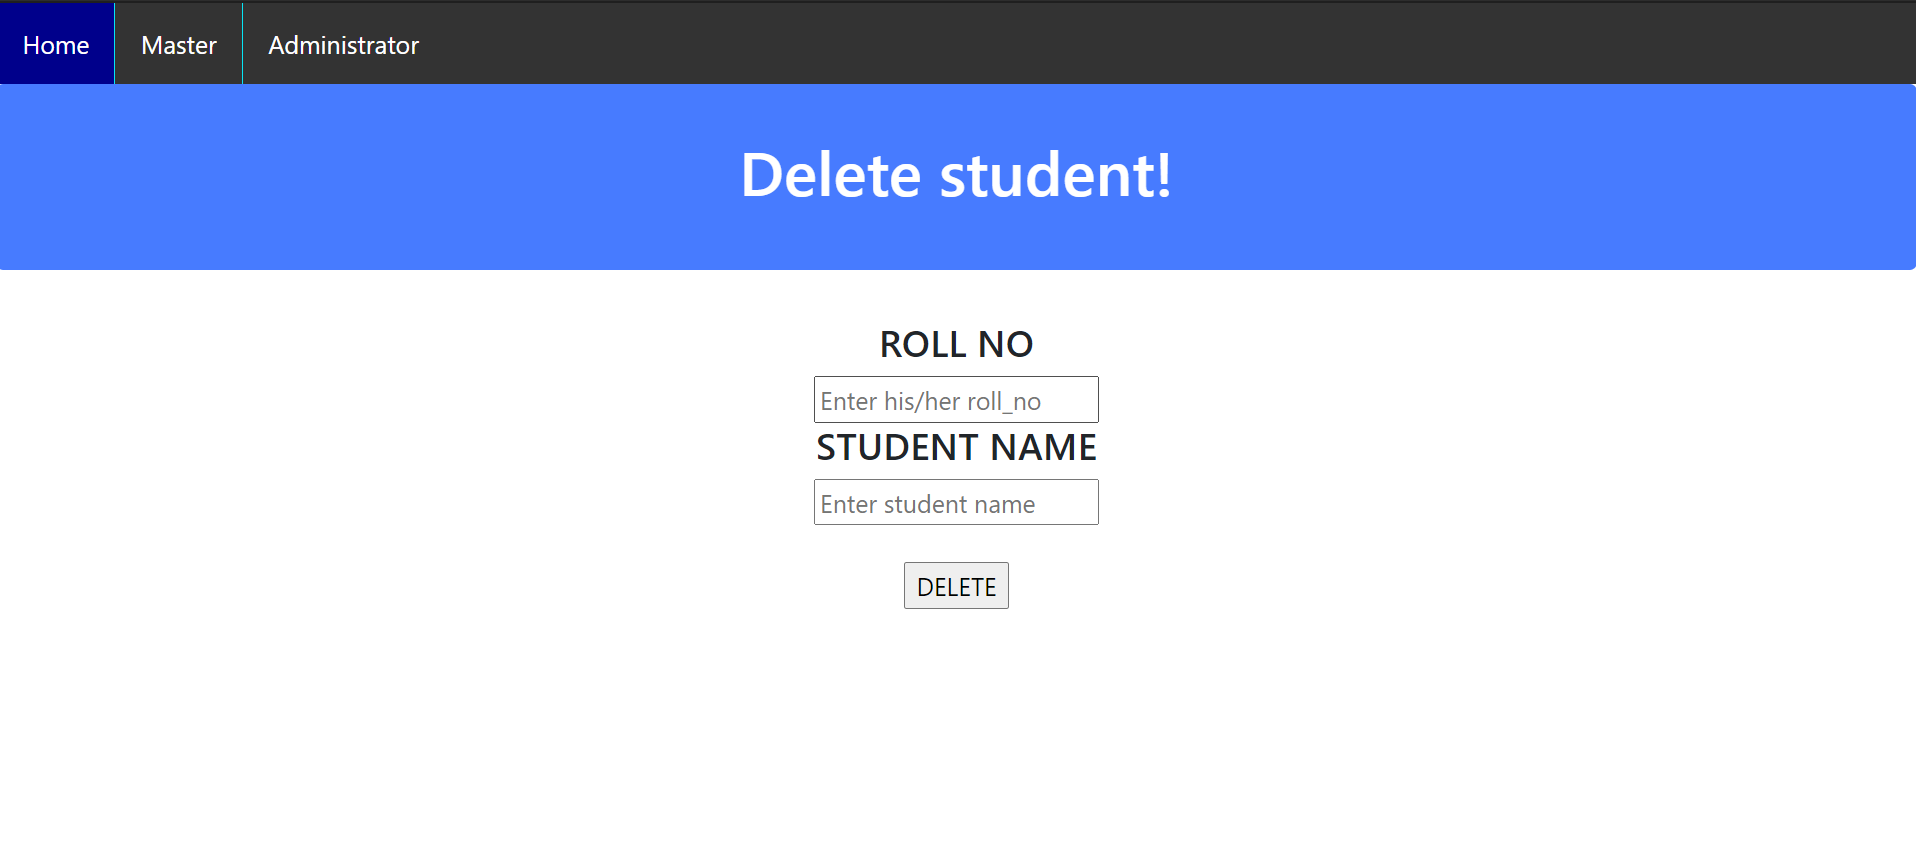 Home Master Administrator
Delete student!
ROLL NO
Enter his/her roll_no
STUDENT NAME
Enter student name
DELETE